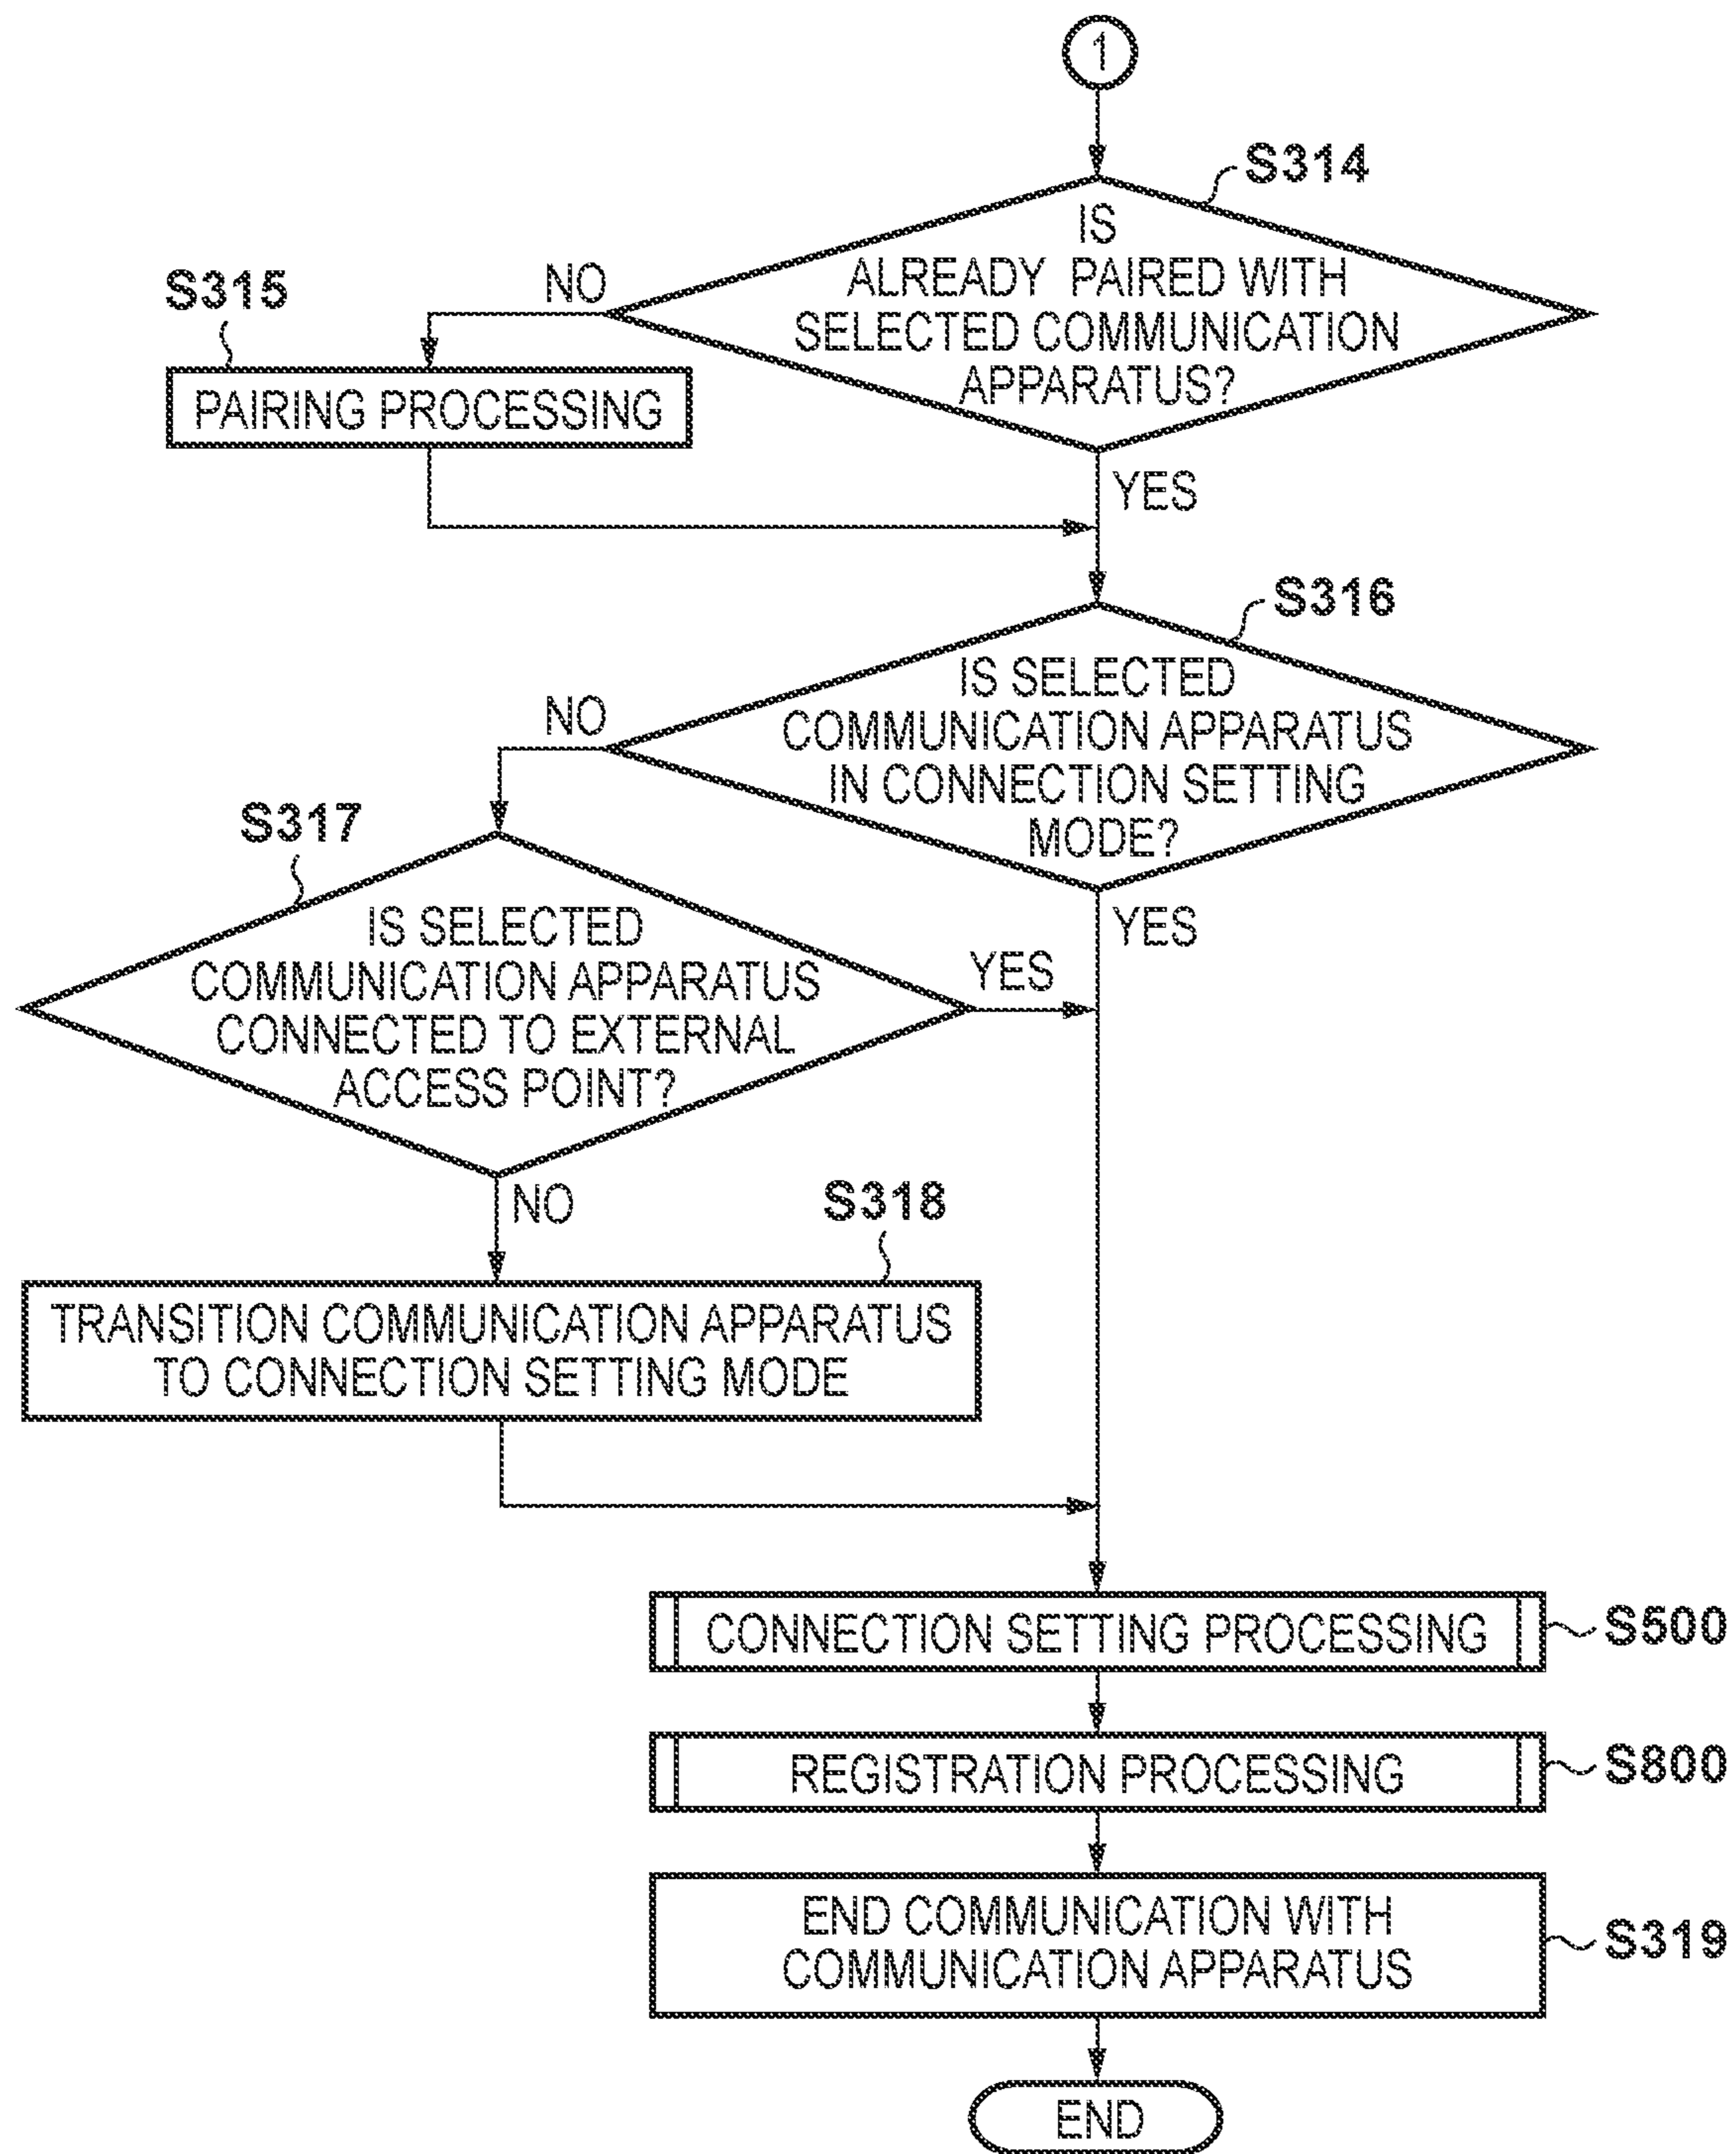 1
S314
IS
ALREADY PAIRED WITH
SELECTED COMMUNICATION
APPARATUS?
NO
S315
PAIRING PROCESSING
YES
S316
IS SELECTED
COMMUNICATION APPARATUS
IN CONNECTION SETTING
MODE?
NO
YES
S317
IS SELECTED
COMMUNICATION APPARATUS
CONNECTED TO EXTERNAL
ACCESS POINT?
YES
NO
S318
TRANSITION COMMUNICATION APPARATUS
TO CONNECTION SETTING MODE
CONNECTION SETTING PROCESSING
S500
REGISTRATION PROCESSING
S800
END COMMUNICATION WITH
COMMUNICATION APPARATUS
S319
END